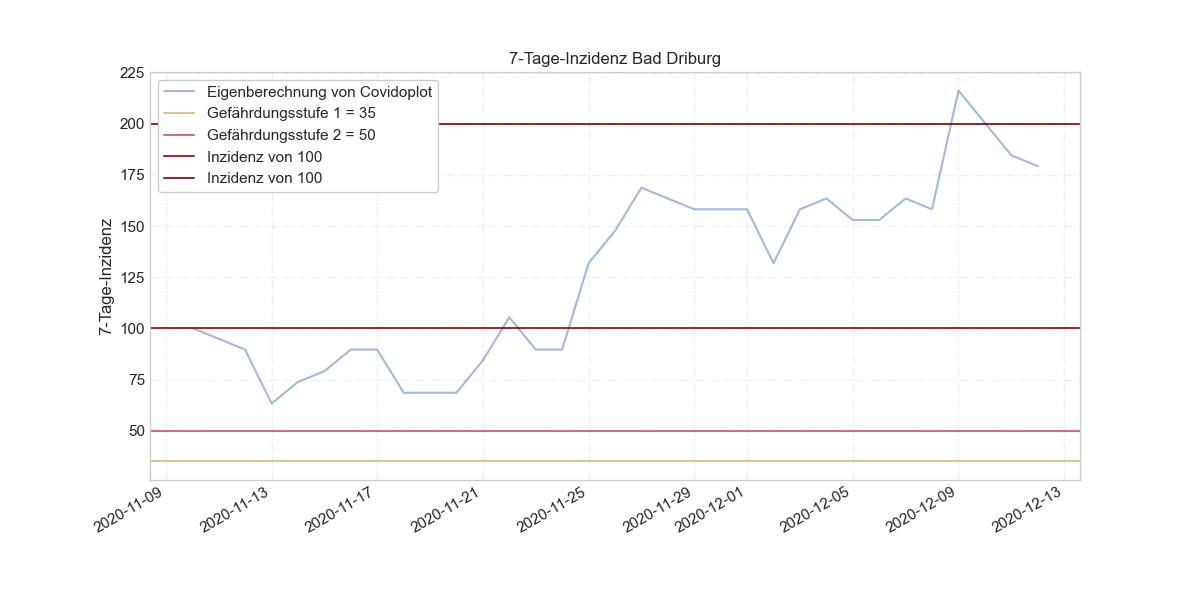 7-Tage-Inzidenz Bad Driburg
Eigenberechnung von Covidoplot
Gefährdungsstufe 1 = 35
Gefährdungsstufe 2 = 50
Inzidenz von 100
Inzidenz von 100
7-Tage-Inzidenz
225
200
175
150
125
100
75
50
2020-11-09
2020-11-13
2020-11-17
2020-11-21
2020-11-25
2020-11-29
2020-12-01
2020-12-05
2020-12-09
2020-12-13